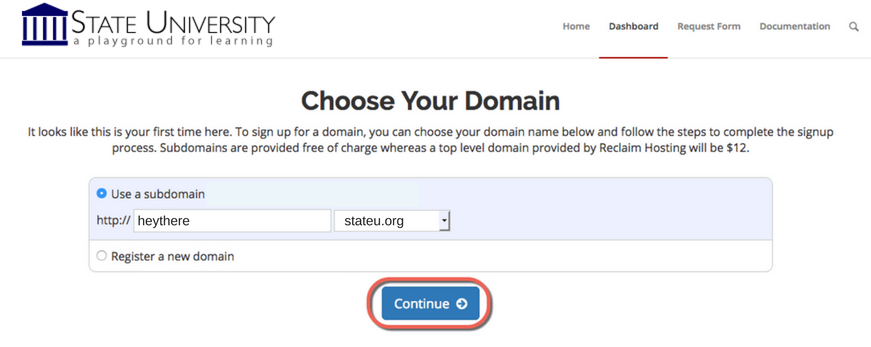 STATE UNIVERSITY
a playground for learning
Home Dashboard Request Form Documentation
Choose Your Domain
It looks like this is your first time here. To sign up for a domain, you can choose your domain name below and follow the steps to complete the signup
process. Subdomains are provided free of charge whereas a top level domain provided by Reclaim Hosting will be $12.
Use a subdomain
http:// heythere stateu.org
Register a new domain
Continue